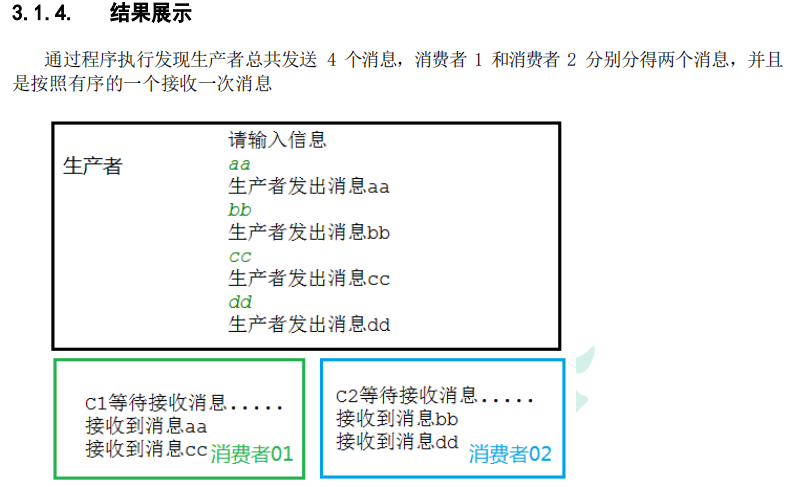 3.1.4. 结果展示
通过程序执行发现生产者总共发送 4 个消息，消费者 1 和消费者 2 分别分得两个消息，并且
是按照有序的一个接收一次消息
请输入信息
生产者
aa
生产者发出消息aa
bb
生产者发出消息bb
cc
生产者发出消息cc
dd
生产者发出消息dd
C1等待接收消息.....
接收到消息aa
接收到消息cc
消费者01
C2等待接收消息.....
接收到消息bb
接收到消息dd
消费者02